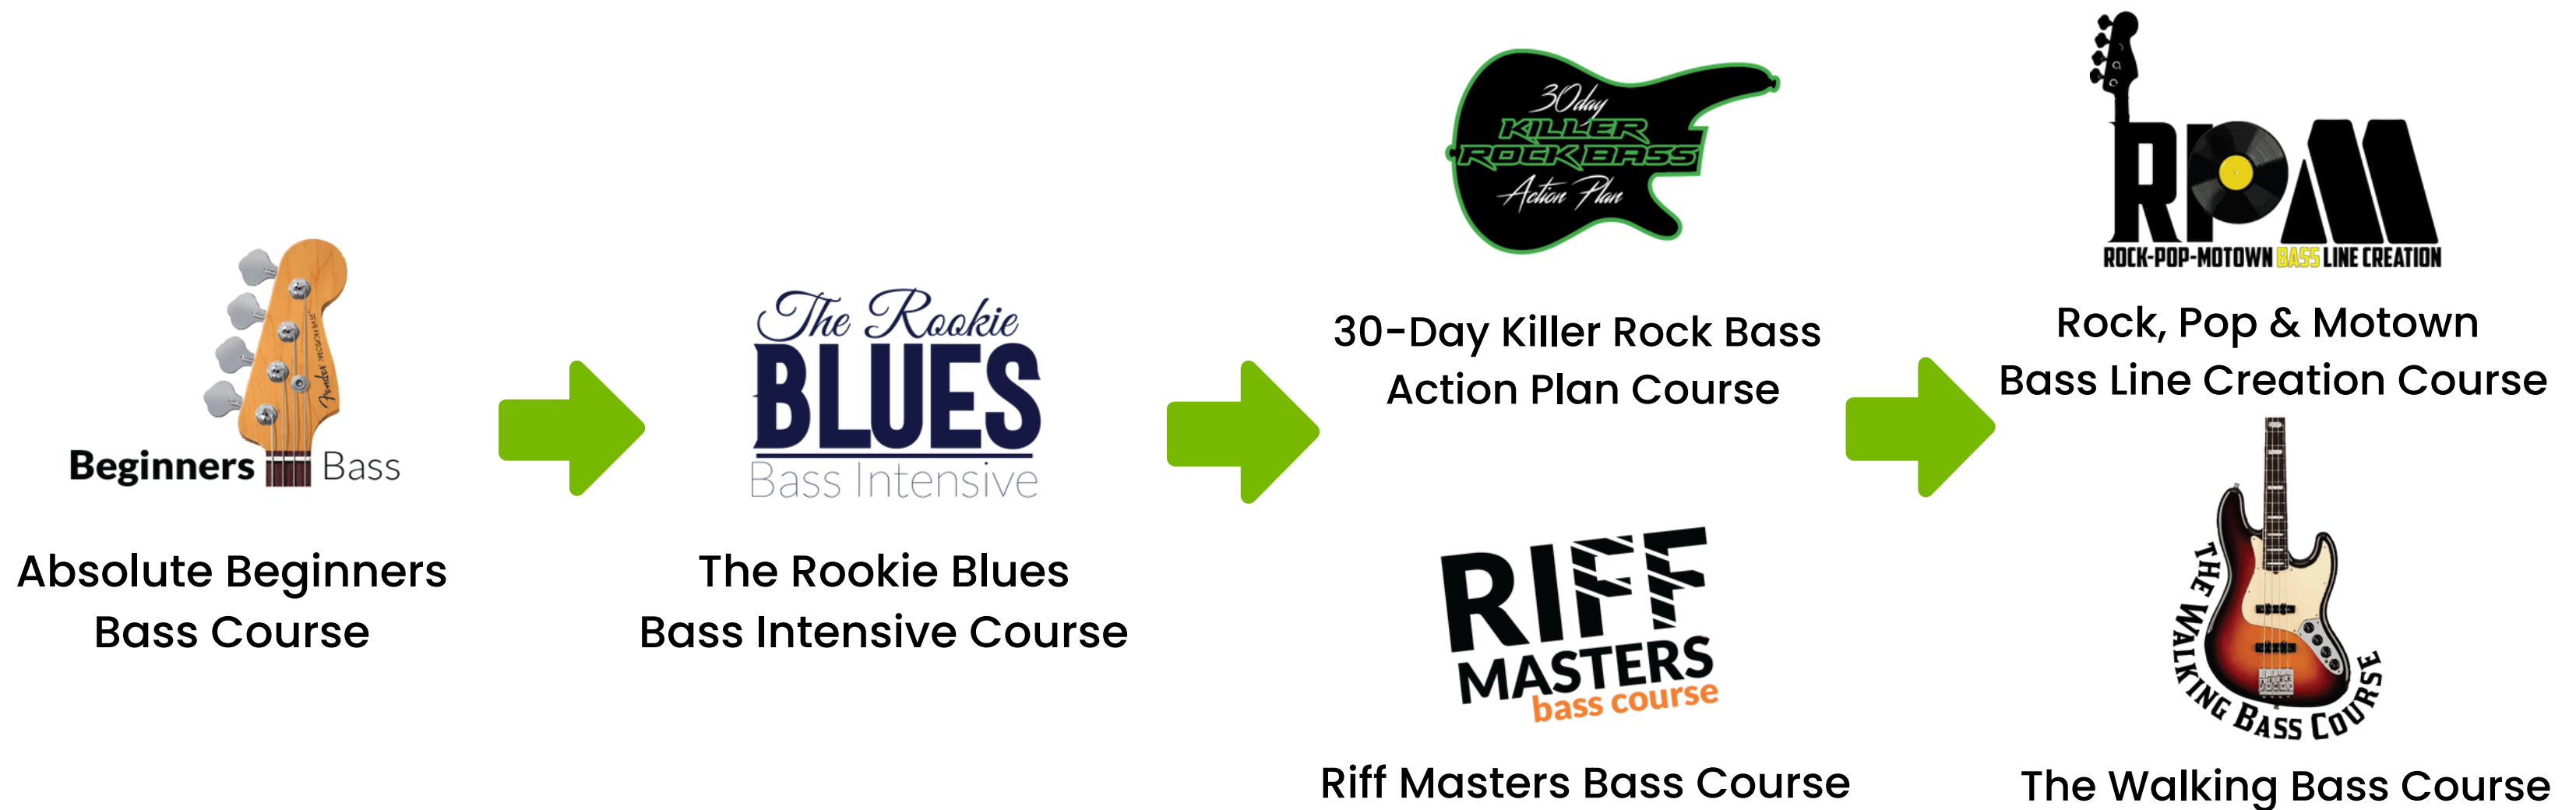 Beginners Bass
Fender
Absolute Beginners
Bass Course
The Rookie
BLUES
Bass Intensive
The Rookie Blues
Bass Intensive Course
30day
KILLER
ROCK BASS
Action Plan
30-Day Killer Rock Bass
Action Plan Course
RIFF
MASTERS
bass course
Riff Masters Bass Course
RPM
ROCK-POP-MOTOWN BASS LINE CREATION
Rock, Pop & Motown
Bass Line Creation Course
THE WALKING BASS COURSE
The Walking Bass Course